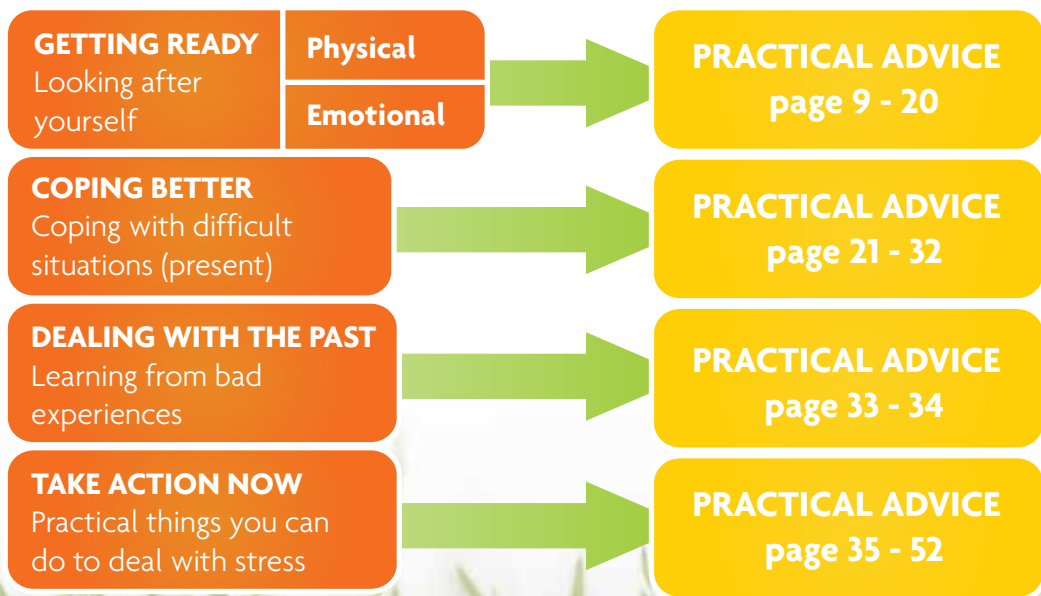 GETTING READY
Looking after
yourself
Physical
Emotional
PRACTICAL ADVICE
page 9 - 20
COPING BETTER
Coping with difficult
situations (present)
PRACTICAL ADVICE
page 21 - 32
DEALING WITH THE PAST
Learning from bad
experiences
PRACTICAL ADVICE
page 33 - 34
TAKE ACTION NOW
Practical things you can
do to deal with stress
PRACTICAL ADVICE
page 35 - 52